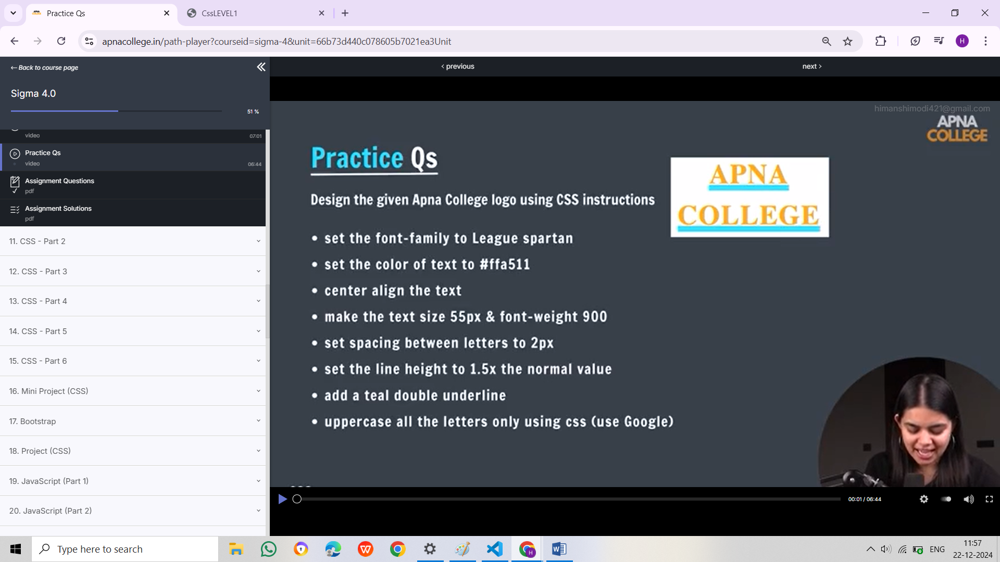 Practice Qs
CssLEVEL1
apnacollege.in/path-player?courseid=sigma-4&unit=66b73d440c078605b7021ea3Unit
H
Back to course page
Sigma 4.0
51 %
video
07:01
Practice Qs
video
06:44
Assignment Questions
pdf
Assignment Solutions
pdf
11. CSS - Part 2
12. CSS - Part 3
13. CSS - Part 4
14. CSS - Part 5
15. CSS - Part 6
16. Mini Project (CSS)
17. Bootstrap
18. Project (CSS)
19. JavaScript (Part 1)
20. JavaScript (Part 2)
previous
next
himanshimodi421@gmail.com
APNA
COLLEGE
Practice Qs
Design the given Apna College logo using CSS instructions
APNA
COLLEGE
• set the font-family to League spartan
• set the color of text to #ffa511
• center align the text
• make the text size 55px & font-weight 900
• set spacing between letters to 2px
• set the line height to 1.5x the normal value
• add a teal double underline
• uppercase all the letters only using css (use Google)
00:01 / 06:44
Type here to search
ENG
11:57
22-12-2024